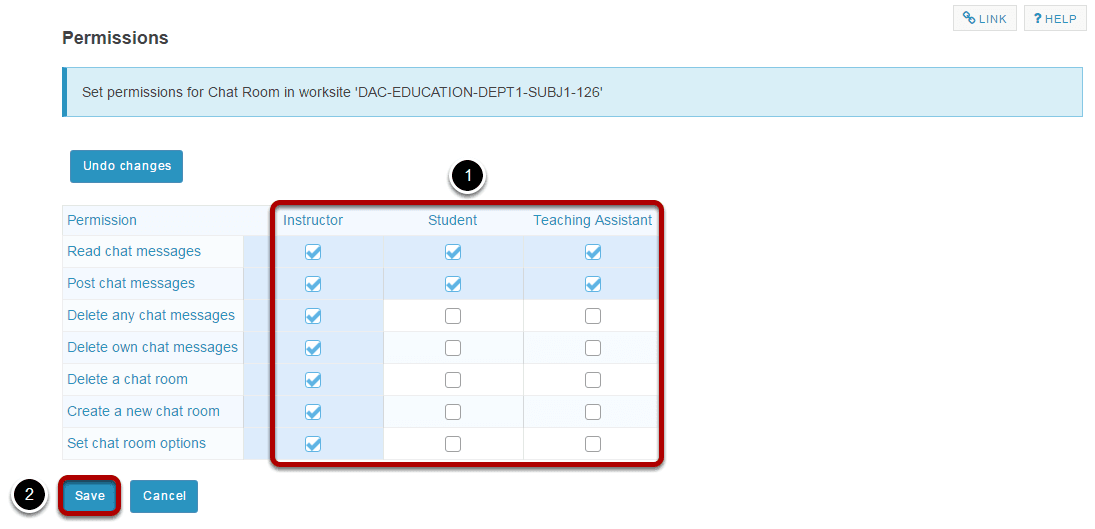 LINK ? HELP
Permissions
Set permissions for Chat Room in worksite 'DAC-EDUCATION-DEPT1-SUBJ1-126'
Undo changes
1
Permission Instructor Student Teaching Assistant
Read chat messages
Post chat messages
Delete any chat messages
Delete own chat messages
Delete a chat room
Create a new chat room
Set chat room options
2 Save Cancel